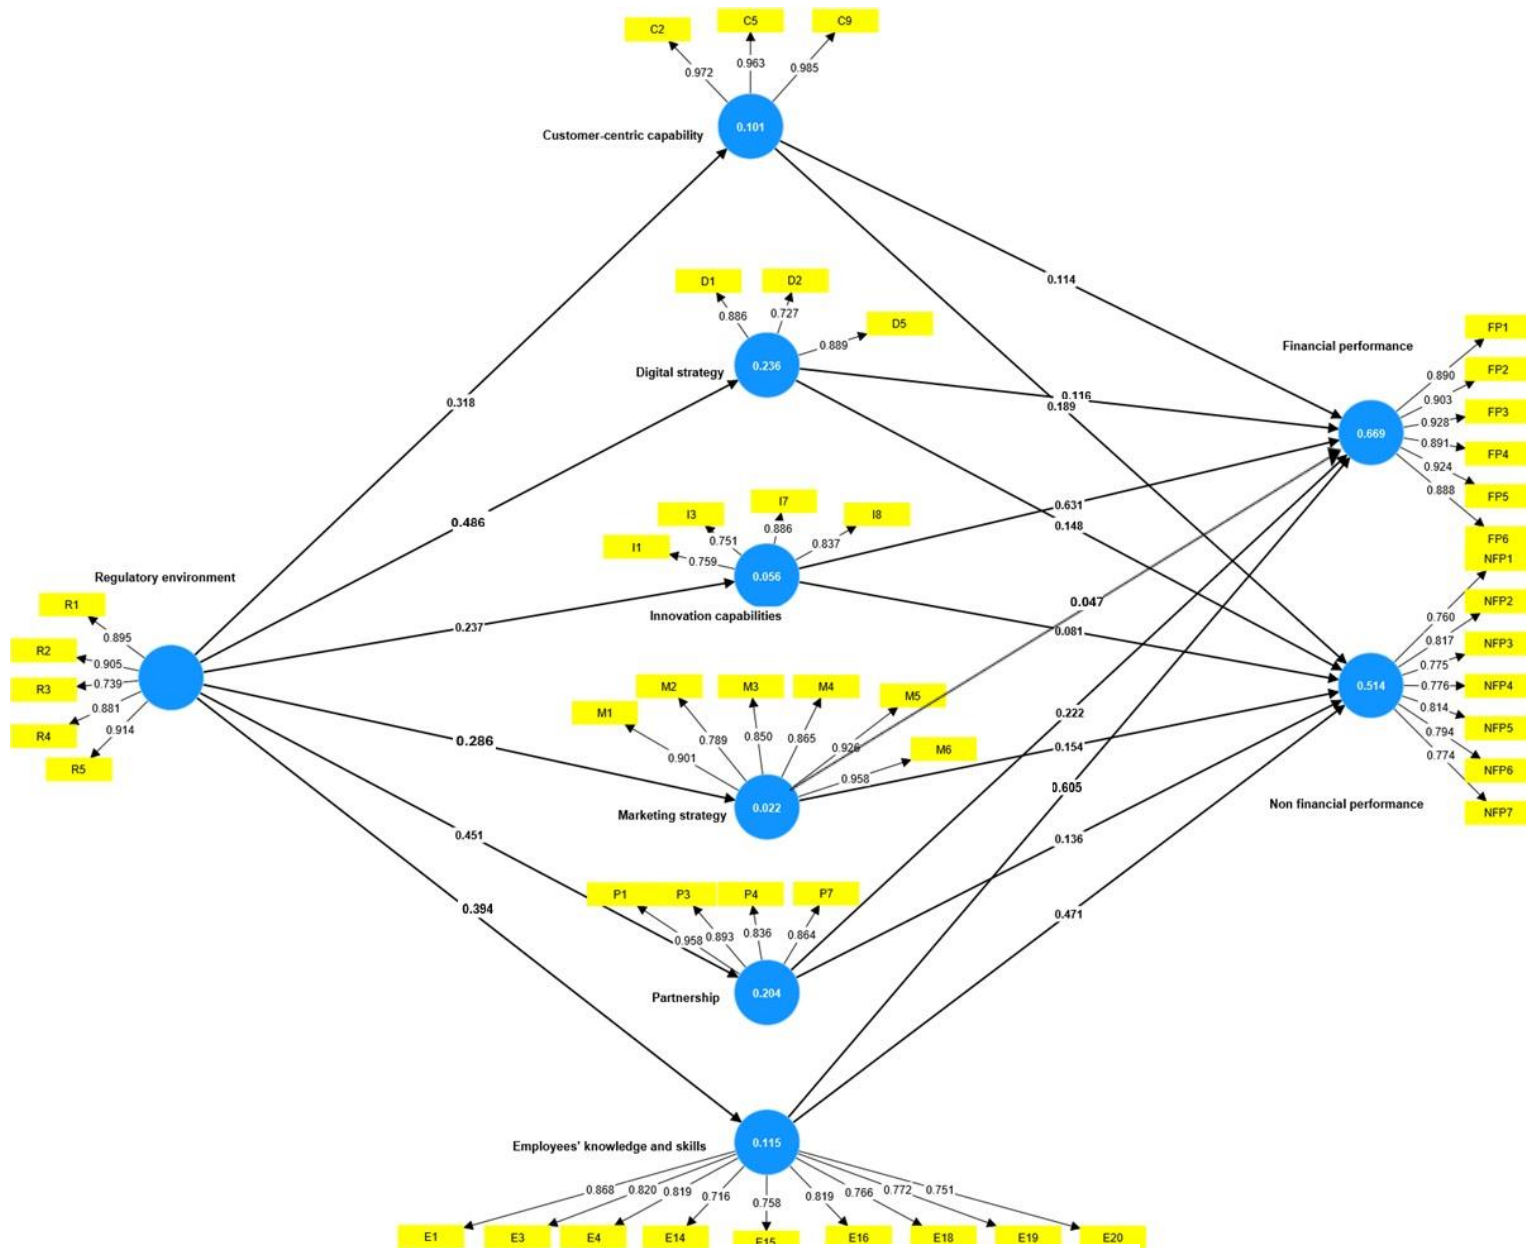 C2
C5
C9
0.972
0.963
0.985
0.101
Customer-centric capability
0.114
D1
D2
D5
0.886
0.727
0.889
0.236
Digital strategy
0.116
0.189
0.318
Financial performance
FP1
FP2
FP3
FP4
FP5
FP6
0.890
0.903
0.928
0.891
0.924
0.888
0.669
0.486
I1
I3
I7
I8
0.759
0.751
0.886
0.837
0.056
Innovation capabilities
0.631
0.148
0.047
0.081
Regulatory environment
R1
R2
R3
R4
R5
0.895
0.905
0.739
0.881
0.914
0.237
NFP1
NFP2
NFP3
NFP4
NFP5
NFP6
NFP7
0.760
0.817
0.775
0.776
0.814
0.794
0.774
0.514
Non financial performance
M1
M2
M3
M4
M5
M6
0.901
0.789
0.850
0.865
0.926
0.958
0.022
Marketing strategy
0.286
0.222
0.154
0.605
0.451
0.136
P1
P3
P4
P7
0.958
0.893
0.836
0.864
0.204
Partnership
0.394
0.471
Employees' knowledge and skills
0.115
0.868
0.820
0.819
0.716
0.758
0.819
0.766
0.772
0.751
E1
E3
E4
E14
E15
E16
E18
E19
E20